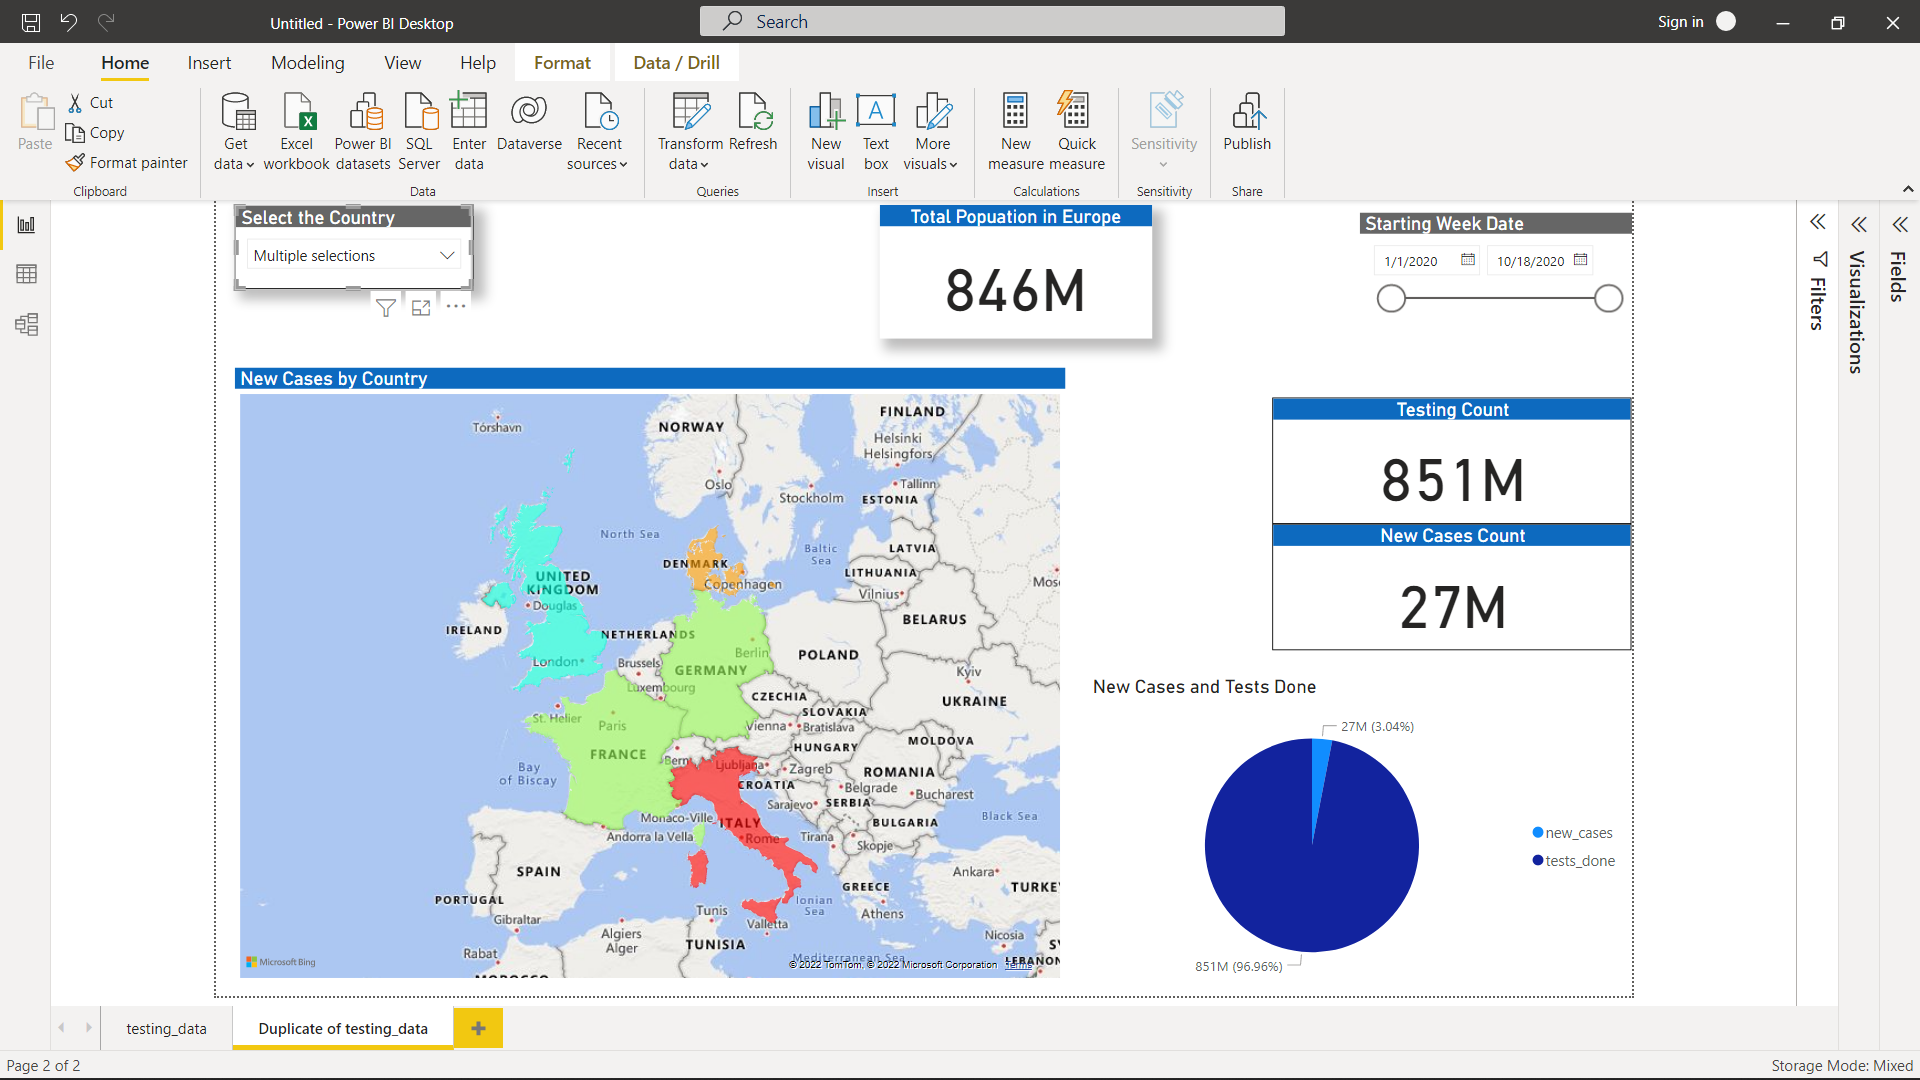 Untitled - Power BI Desktop
Search
Sign in
File
Home
Insert
Modeling
View
Help
Format
Data / Drill
Paste
Cut
Copy
Format painter
Clipboard
Get data
Excel workbook
Power BI datasets
SQL Server
Enter data
Dataverse
Recent sources
Data
Transform data
Refresh
Queries
New visual
A
Text box
More visuals
Insert
New measure
Quick measure
Calculations
Sensitivity
Sensitivity
Publish
Share
Select the Country
Multiple selections
Total Popuation in Europe
846M
Starting Week Date
1/1/2020
10/18/2020
Filters
Visualizations
Fields
New Cases by Country
Tórshavn
NORWAY
FINLAND
Helsinki
Helsingfors
Oslo
Stockholm
Tallinn
ESTONIA
North Sea
Baltic
Sea
LATVIA
DENMARK
Copenhagen
LITHUANIA
Vilnius
Mos
UNITED
KINGDOM
Douglas
IRELAND
NETHERLANDS
BELARUS
London
Brussels
Berlin
GERMANY
POLAND
Kyiv
Luxembourg
CZECHIA
UKRAINE
St. Helier
Paris
SLOVAKIA
Vienna
Bratislava
FRANCE
HUNGARY
MOLDOVA
Bern
Ljubljana
Zagreb
ROMANIA
Bay
of Biscay
CROATIA
Belgrade
Bucharest
Sarajevo
SERBIA
Monaco-Ville
ITALY
BULGARIA
Black Sea
Andorra la Vella
Rome
Tirana
Skopje
SPAIN
Ankara
TURKEY
PORTUGAL
GREECE
Gibraltar
Tunis
Ionian
Sea
Athens
Valletta
Algiers
Alger
TUNISIA
Nicosia
SY
Rabat
Mediterranean Sea
LEBANON
MOROCCO
Microsoft Bing
© 2022 TomTom, © 2022 Microsoft Corporation Terms
Testing Count
851M
New Cases Count
27M
New Cases and Tests Done
27M (3.04%)
new_cases
tests_done
851M (96.96%)
testing_data
Duplicate of testing_data
+
Page 2 of 2
Storage Mode: Mixed